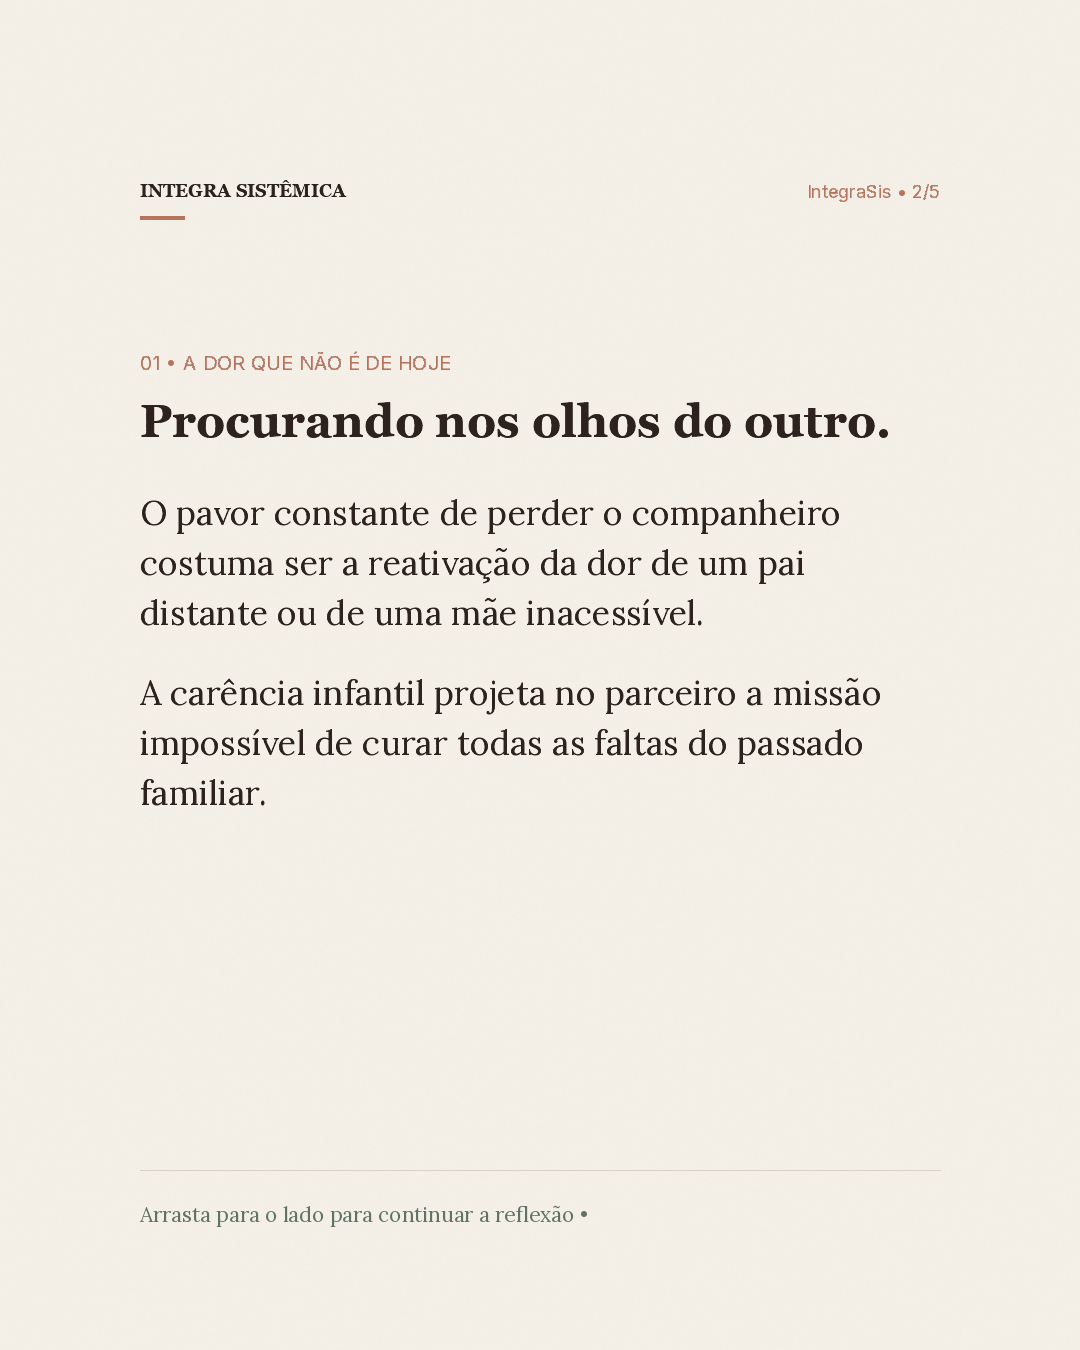 INTEGRA SISTÊMICA
IntegraSis • 2/5
01 • A DOR QUE NÃO É DE HOJE
Procurando nos olhos do outro.
O pavor constante de perder o companheiro
costuma ser a reativação da dor de um pai
distante ou de uma mãe inacessível.
A carência infantil projeta no parceiro a missão
impossível de curar todas as faltas do passado
familiar.
Arrasta para o lado para continuar a reflexão •